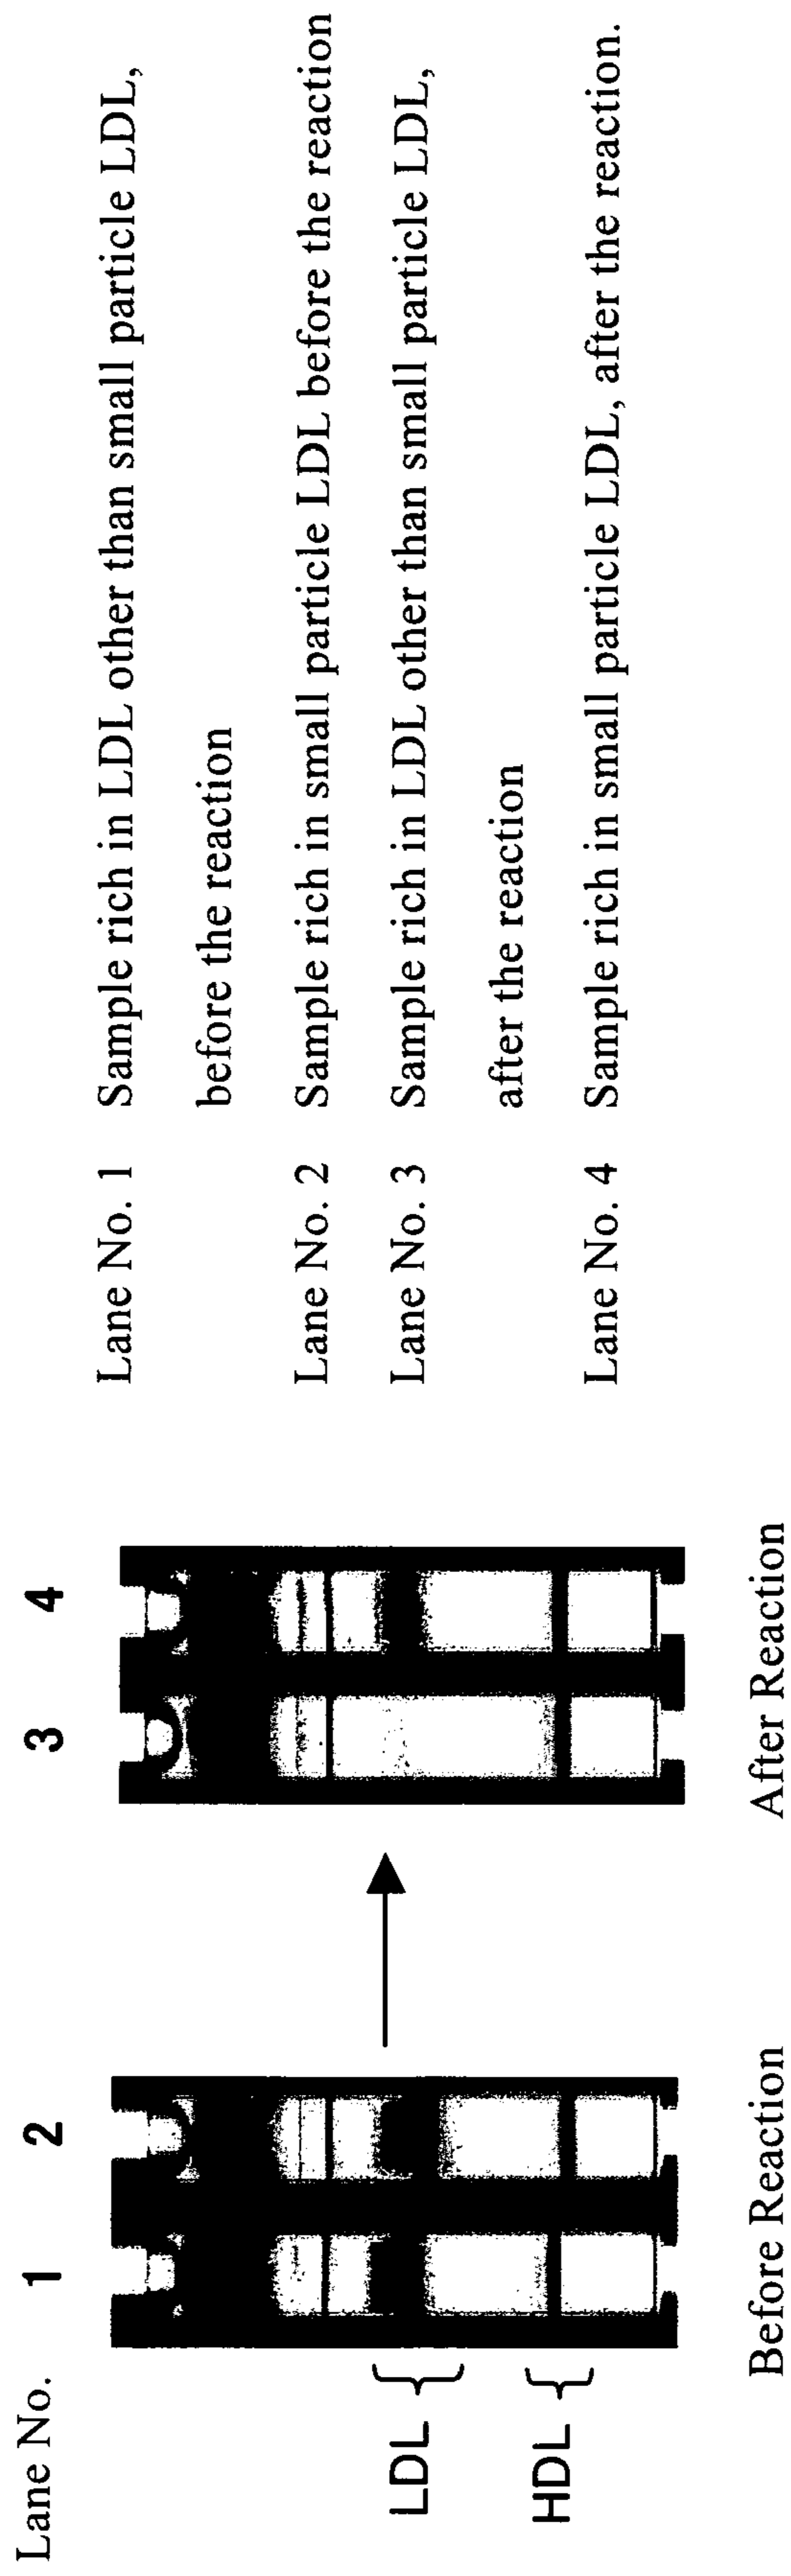 Lane No. 1 2 3 4
LDL
HDL
Before Reaction
After Reaction
Lane No. 1 Sample rich in LDL other than small particle LDL,
before the reaction
Lane No. 2 Sample rich in small particle LDL before the reaction
Lane No. 3 Sample rich in LDL other than small particle LDL,
after the reaction
Lane No. 4 Sample rich in small particle LDL, after the reaction.